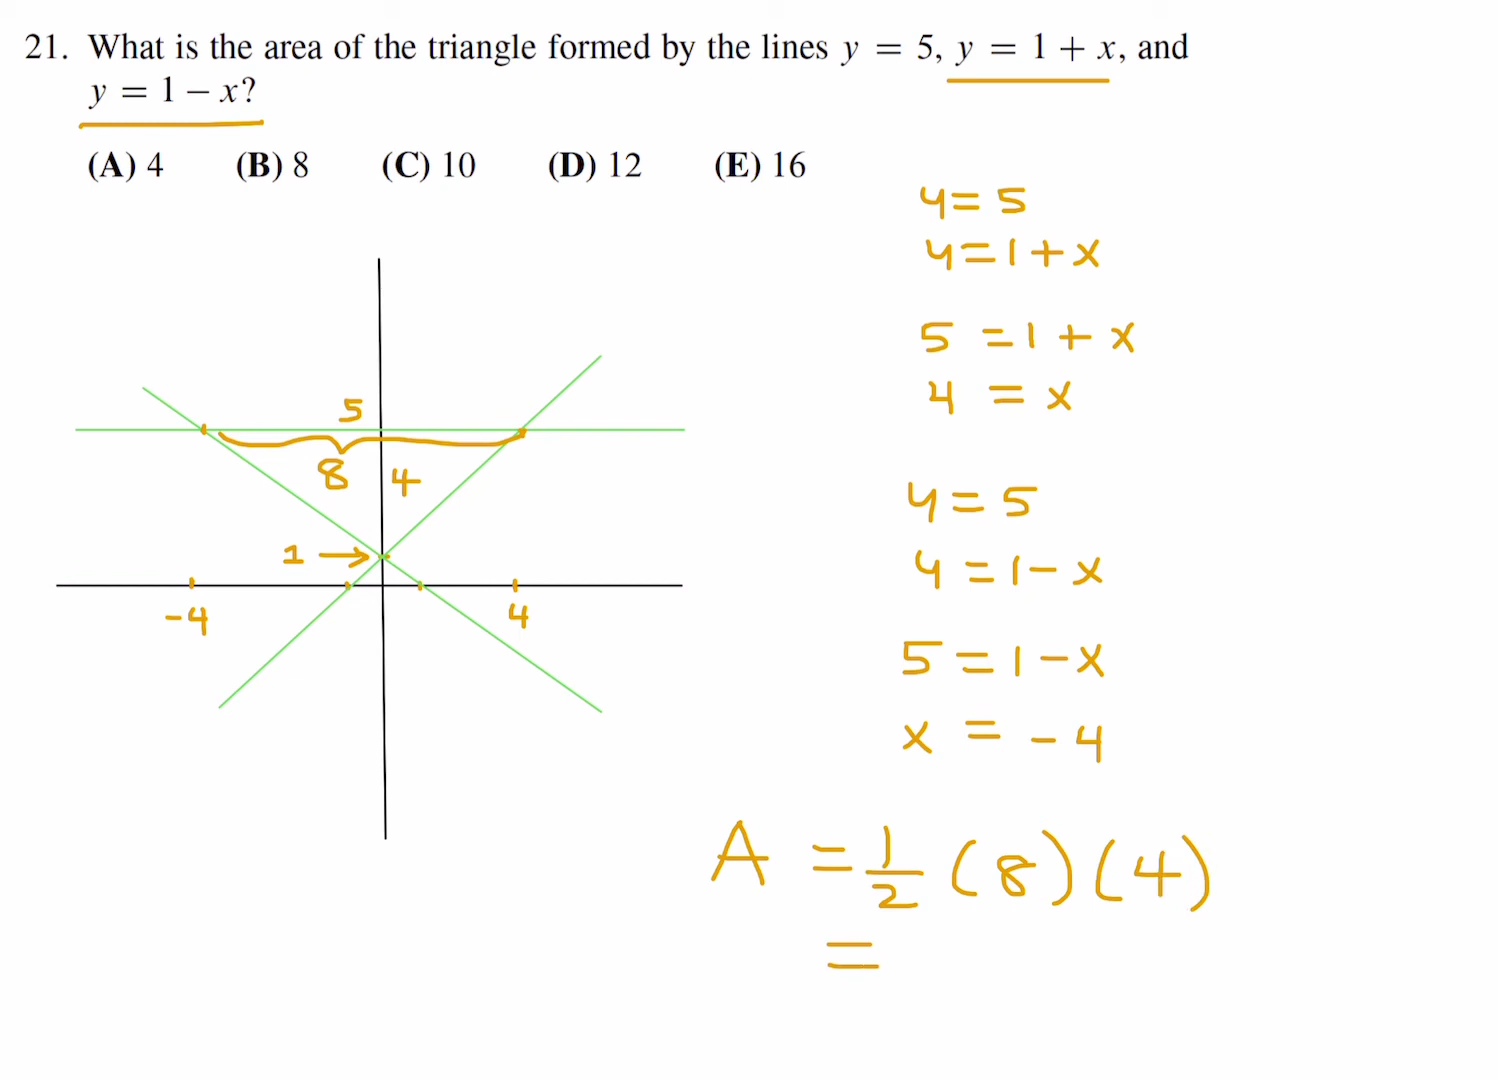 21. What is the area of the triangle formed by the lines y = 5, y = 1 + x, and
y = 1 − x?
(A) 4 (B) 8 (C) 10 (D) 12 (E) 16
y = 5
y = 1 + x
5 = 1 + x
4 = x
5
8 4
1 →
-4 4
y = 5
y = 1 - x
5 = 1 - x
x = -4
A = 1/2 (8)(4)
=